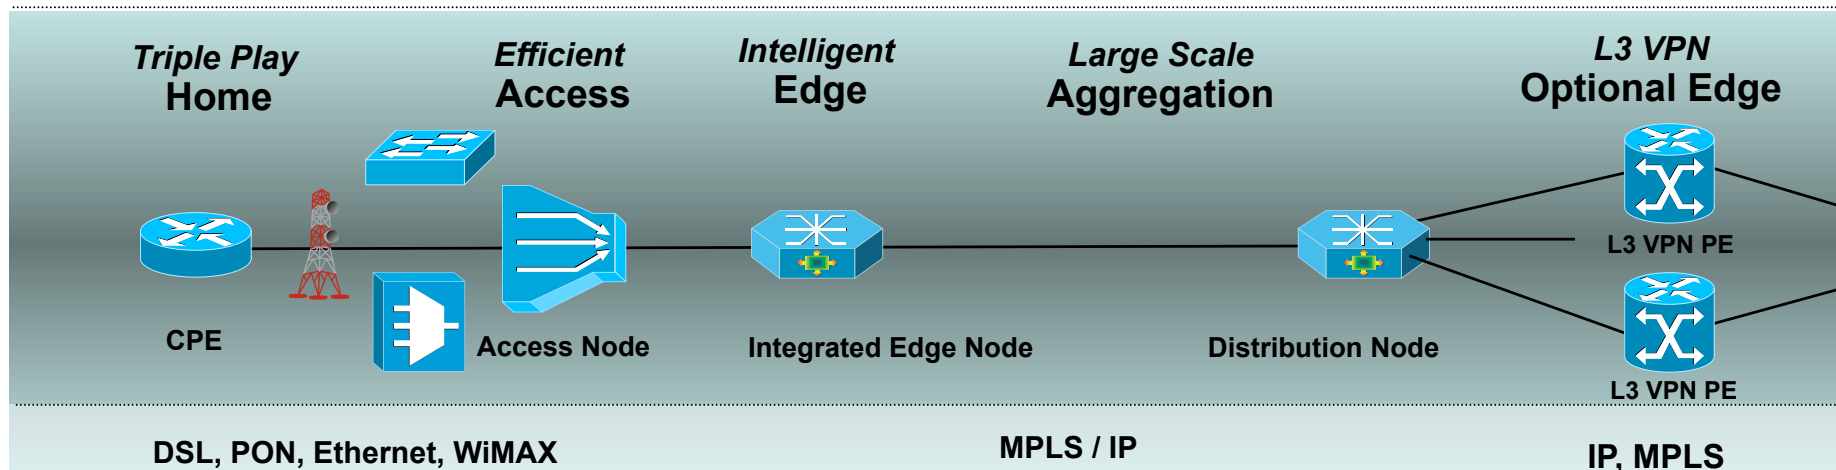 Triple Play
Home
Efficient
Access
Intelligent
Edge
Large Scale
Aggregation
L3 VPN
Optional Edge
L3 VPN PE
CPE
Access Node
Integrated Edge Node
Distribution Node
L3 VPN PE
DSL, PON, Ethernet, WiMAX
MPLS / IP
IP, MPLS